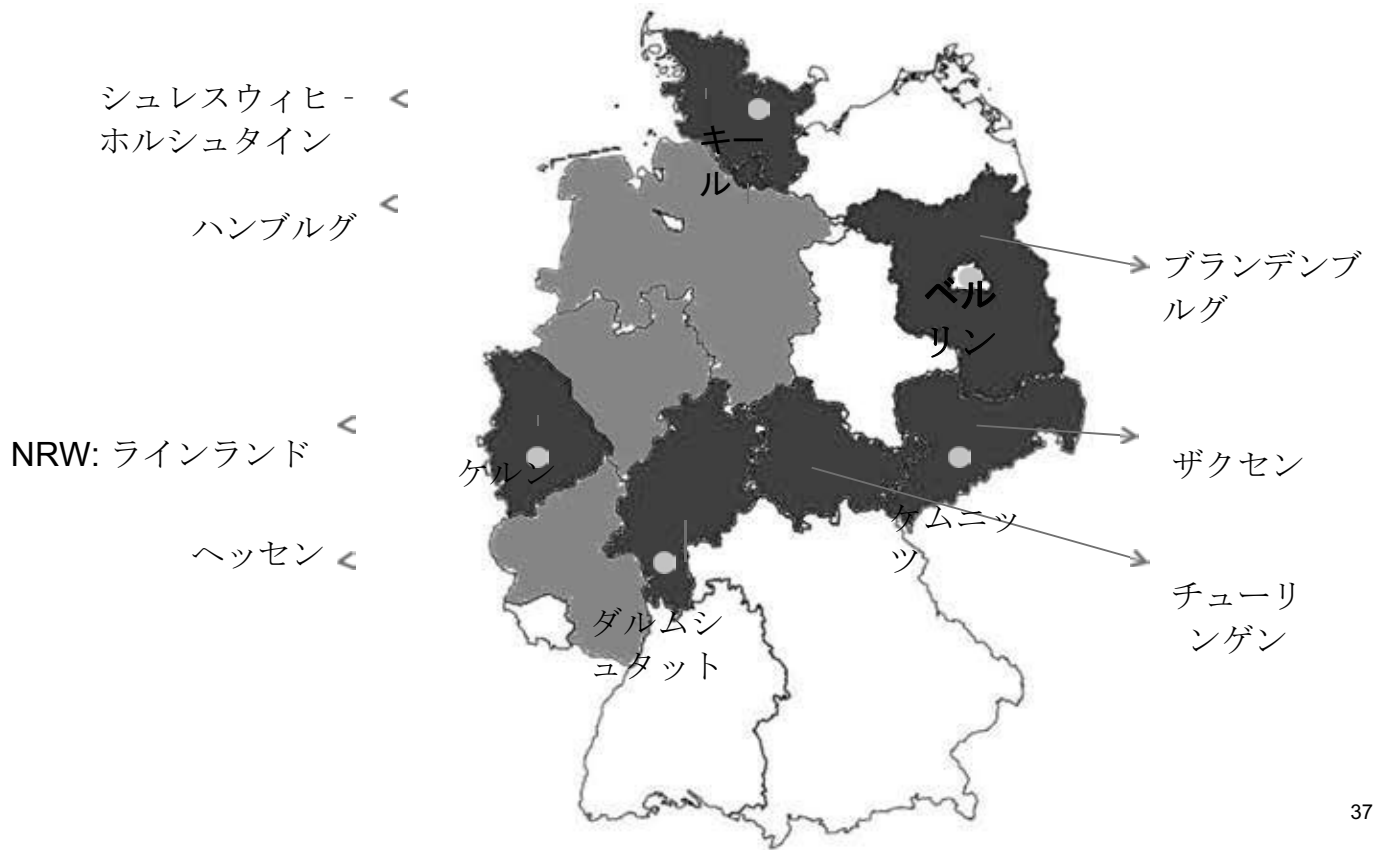 シュレスウィヒ -
ホルシュタイン
キー
ル
ハンブルグ
ブランデンブ
ルグ
ベル
リン
NRW: ラインランド
ケルン
ザクセン
ケムニッ
ツ
ヘッセン
チューリ
ンゲン
ダルムシ
ュタット
37